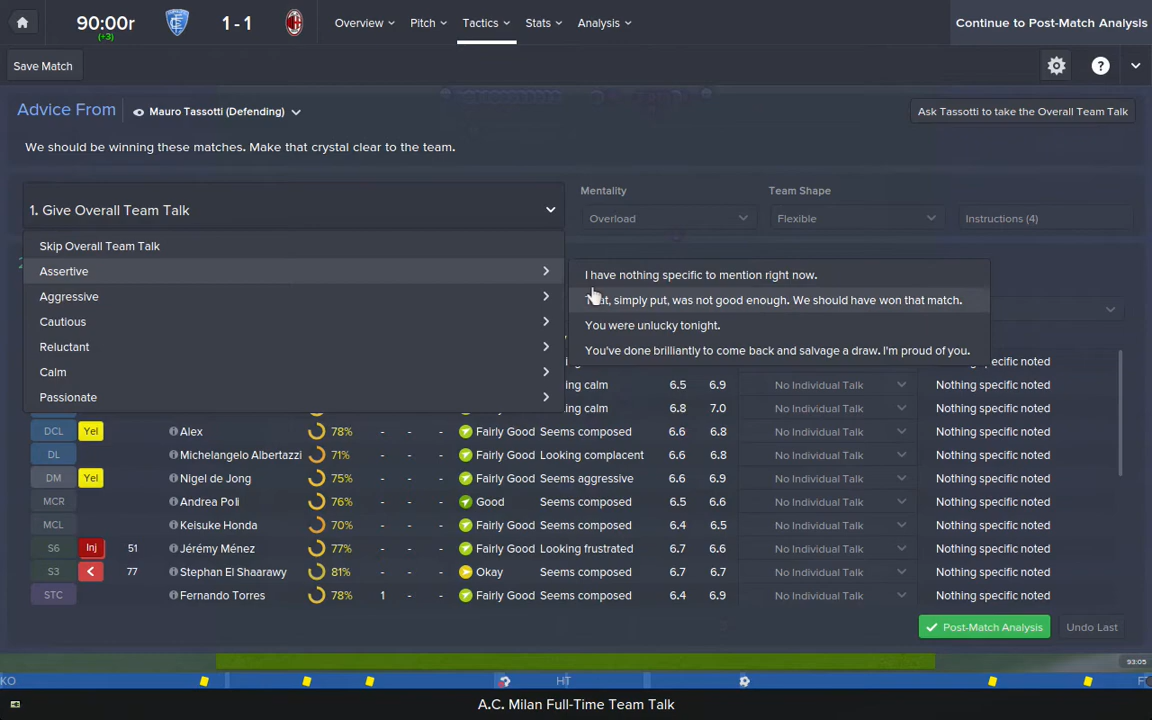 90:00r
(+3)
1 - 1
Overview
Pitch
Tactics
Stats
Analysis
Continue to Post-Match Analysis
Save Match
?
Advice From
Mauro Tassotti (Defending)
Ask Tassotti to take the Overall Team Talk
We should be winning these matches. Make that crystal clear to the team.
Mentality
Team Shape
1. Give Overall Team Talk
Overload
Flexible
Instructions (4)
Skip Overall Team Talk
Assertive
Aggressive
Cautious
Reluctant
Calm
Passionate
I have nothing specific to mention right now.
simply put, was not good enough. We should have won that match.
You were unlucky tonight.
You've done brilliantly to come back and salvage a draw. I'm proud of you.
Nothing specific noted
calm 6.5 6.9 No Individual Talk Nothing specific noted
calm 6.8 7.0 No Individual Talk Nothing specific noted
DCL Yel Alex 78% - - - Fairly Good Seems composed 6.6 6.8 No Individual Talk Nothing specific noted
DL Michelangelo Albertazzi 71% - - - Fairly Good Looking complacent 6.6 6.8 No Individual Talk Nothing specific noted
DM Yel Nigel de Jong 75% - - - Fairly Good Seems aggressive 6.6 6.9 No Individual Talk Nothing specific noted
MCR Andrea Poli 76% - - - Good Seems composed 6.5 6.6 No Individual Talk Nothing specific noted
MCL Keisuke Honda 70% - - - Fairly Good Seems composed 6.4 6.5 No Individual Talk Nothing specific noted
S6 Inj 51 Jérémy Ménez 77% - - - Fairly Good Looking frustrated 6.7 6.6 No Individual Talk Nothing specific noted
S3 77 Stephan El Shaarawy 81% - - - Okay Seems composed 6.7 6.7 No Individual Talk Nothing specific noted
STC Fernando Torres 78% 1 - - Fairly Good Seems composed 6.4 6.9 No Individual Talk Nothing specific noted
Post-Match Analysis
Undo Last
93:05
KO
HT
F
A.C. Milan Full-Time Team Talk